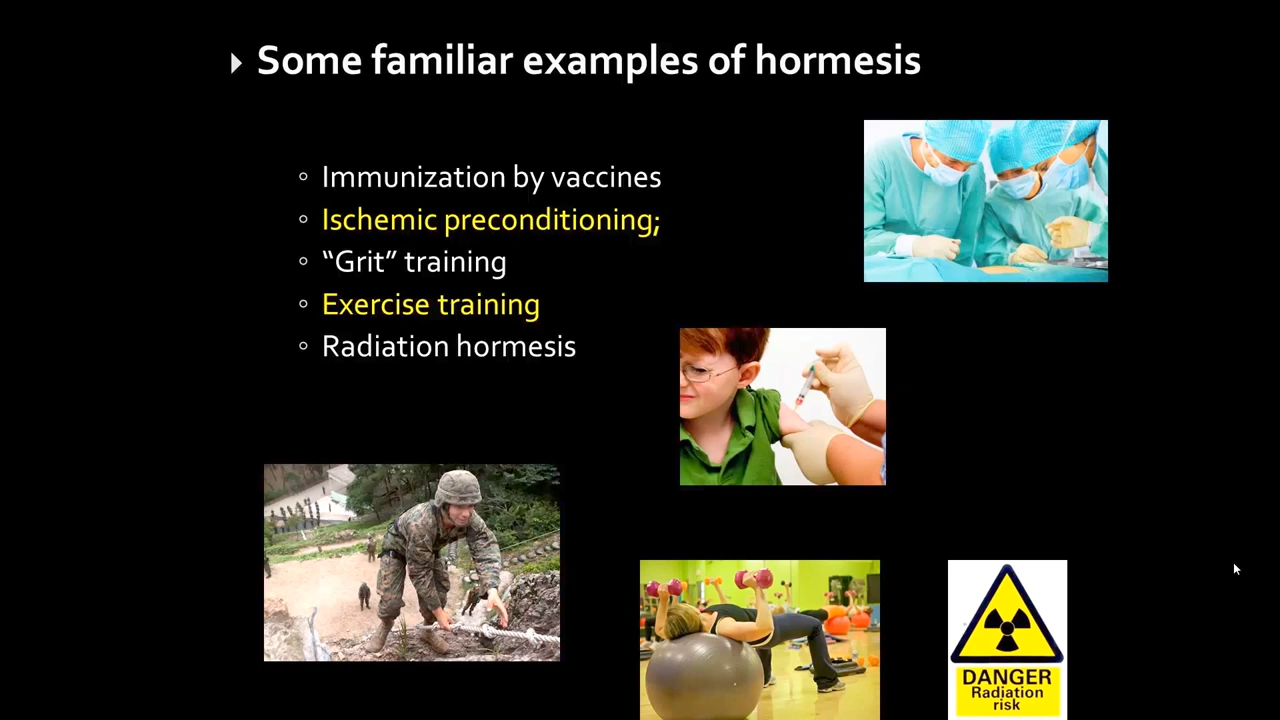 Some familiar examples of hormesis
Immunization by vaccines
Ischemic preconditioning;
“Grit” training
Exercise training
Radiation hormesis
DANGER
Radiation
risk